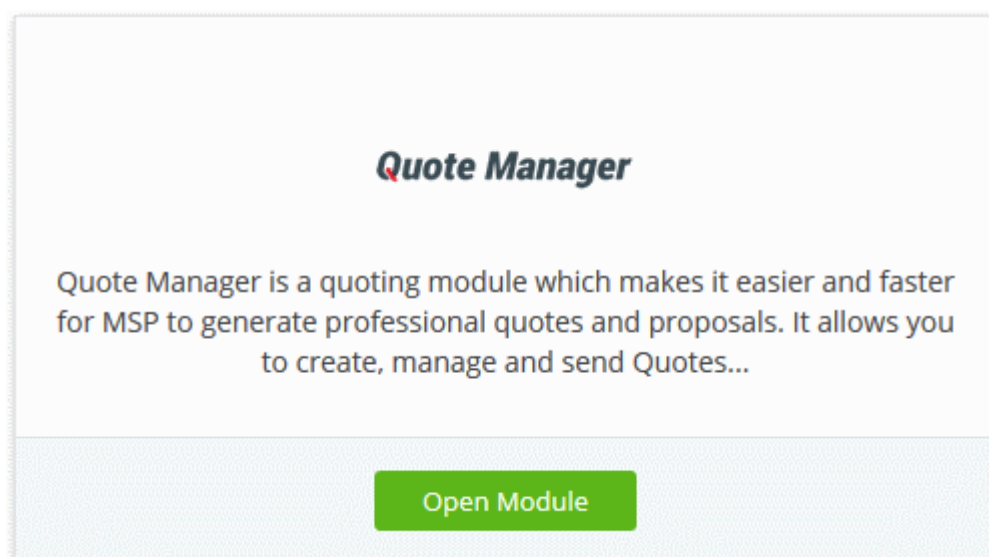 Quote Manager
Quote Manager is a quoting module which makes it easier and faster
for MSP to generate professional quotes and proposals. It allows you
to create, manage and send Quotes...
Open Module